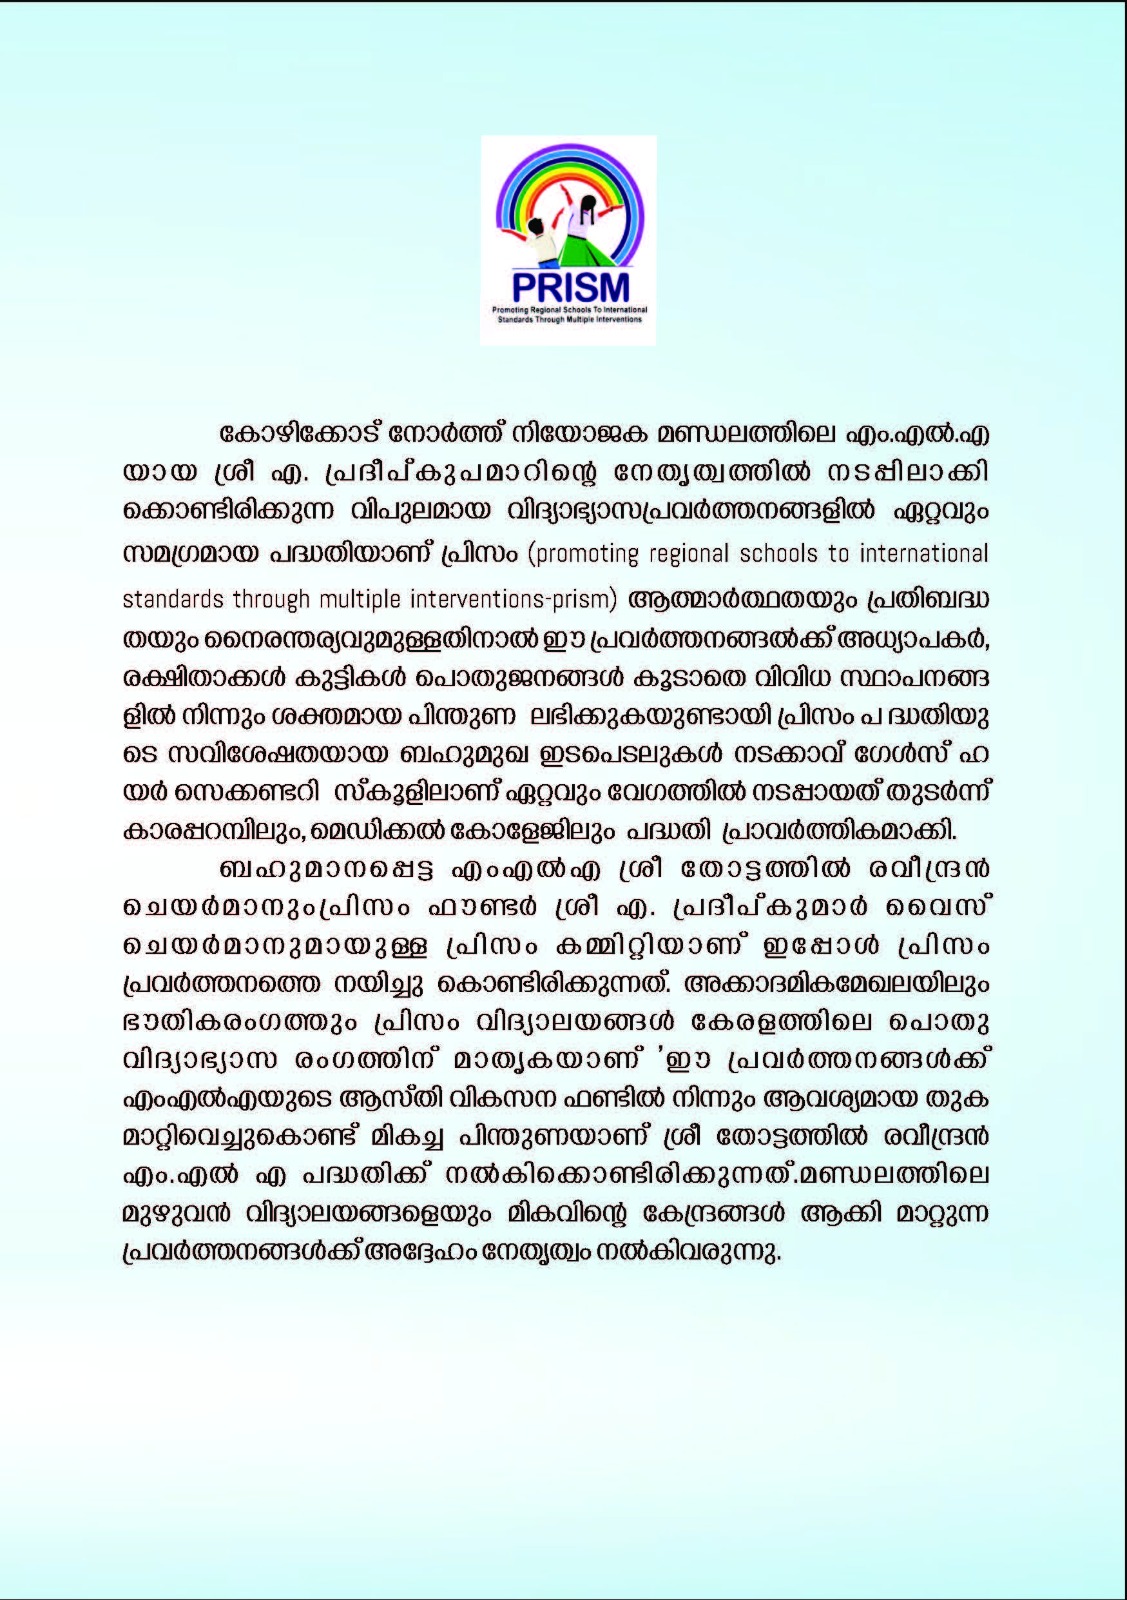 PRISM
Promoting Regional Schools To International
Standards Through Multiple Interventions
കോഴിക്കോട് നോർത്ത് നിയോജക മണ്ഡലത്തിലെ എം.എൽ.എ
യായ ശ്രീ എ. പ്രദീപ്കുപമാറിന്റെ നേതൃത്വത്തിൽ നടപ്പിലാക്കി
ക്കൊണ്ടിരിക്കുന്ന വിപുലമായ വിദ്യാഭ്യാസപ്രവർത്തനങ്ങളിൽ ഏറ്റവും
സമഗ്രമായ പദ്ധതിയാണ് പ്രിസം (promoting regional schools to international
standards through multiple interventions-prism) ആത്മാർത്ഥതയും പ്രതിബദ്ധ
തയും നൈരന്തര്യവുമുള്ളതിനാൽ ഈ പ്രവർത്തനങ്ങൽക്ക് അധ്യാപകർ,
രക്ഷിതാക്കൾ കുട്ടികൾ പൊതുജനങ്ങൾ കൂടാതെ വിവിധ സ്ഥാപനങ്ങ
ളിൽ നിന്നും ശക്തമായ പിന്തുണ ലഭിക്കുകയുണ്ടായി പ്രിസം പ ദ്ധതിയു
ടെ സവിശേഷതയായ ബഹുമുഖ ഇടപെടലുകൾ നടക്കാവ് ഗേൾസ് ഹ
യർ സെക്കണ്ടറി സ്കൂളിലാണ് ഏറ്റവും വേഗത്തിൽ നടപ്പായത് തുടർന്ന്
കാരപ്പറമ്പിലും, മെഡിക്കൽ കോളേജിലും പദ്ധതി പ്രാവർത്തികമാക്കി.
ബഹുമാനപ്പെട്ട എംഎൽഎ ശ്രീ തോട്ടത്തിൽ രവീന്ദ്രൻ
ചെയർമാനുംപ്രിസം ഫൗണ്ടർ ശ്രീ എ. പ്രദീപ്കുമാർ വൈസ്
ചെയർമാനുമായുള്ള പ്രിസം കമ്മിറ്റിയാണ് ഇപ്പോൾ പ്രിസം
പ്രവർത്തനത്തെ നയിച്ചു കൊണ്ടിരിക്കുന്നത്. അക്കാദമികമേഖലയിലും
ഭൗതികരംഗത്തും പ്രിസം വിദ്യാലയങ്ങൾ കേരളത്തിലെ പൊതു
വിദ്യാഭ്യാസ രംഗത്തിന് മാതൃകയാണ് 'ഈ പ്രവർത്തനങ്ങൾക്ക്
എംഎൽഎയുടെ ആസ്തി വികസന ഫണ്ടിൽ നിന്നും ആവശ്യമായ തുക
മാറ്റിവെച്ചുകൊണ്ട് മികച്ച പിന്തുണയാണ് ശ്രീ തോട്ടത്തിൽ രവീന്ദ്രൻ
എം.എൽ എ പദ്ധതിക്ക് നൽകിക്കൊണ്ടിരിക്കുന്നത്.മണ്ഡലത്തിലെ
മുഴുവൻ വിദ്യാലയങ്ങളെയും മികവിന്റെ കേന്ദ്രങ്ങൾ ആക്കി മാറ്റുന്ന
പ്രവർത്തനങ്ങൾക്ക് അദ്ദേഹം നേതൃത്വം നൽകിവരുന്നു.